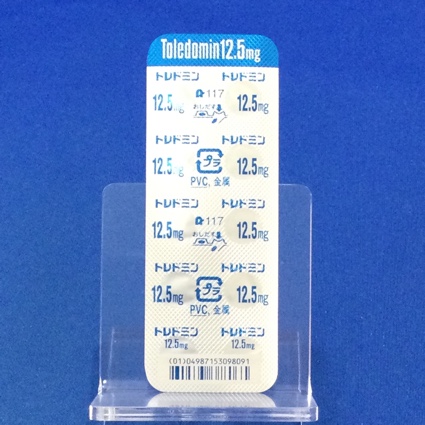 Toledomin12.5mg
トレドミン トレドミン
12.5mg 117 12.5mg
おしだす
トレドミン トレドミン
12.5mg プラ 12.5mg
PVC, 金属
トレドミン トレドミン
12.5mg 117 12.5mg
おしだす
トレドミン トレドミン
12.5mg プラ 12.5mg
PVC, 金属
トレドミン トレドミン
12.5mg 12.5mg
(01)04987153098091